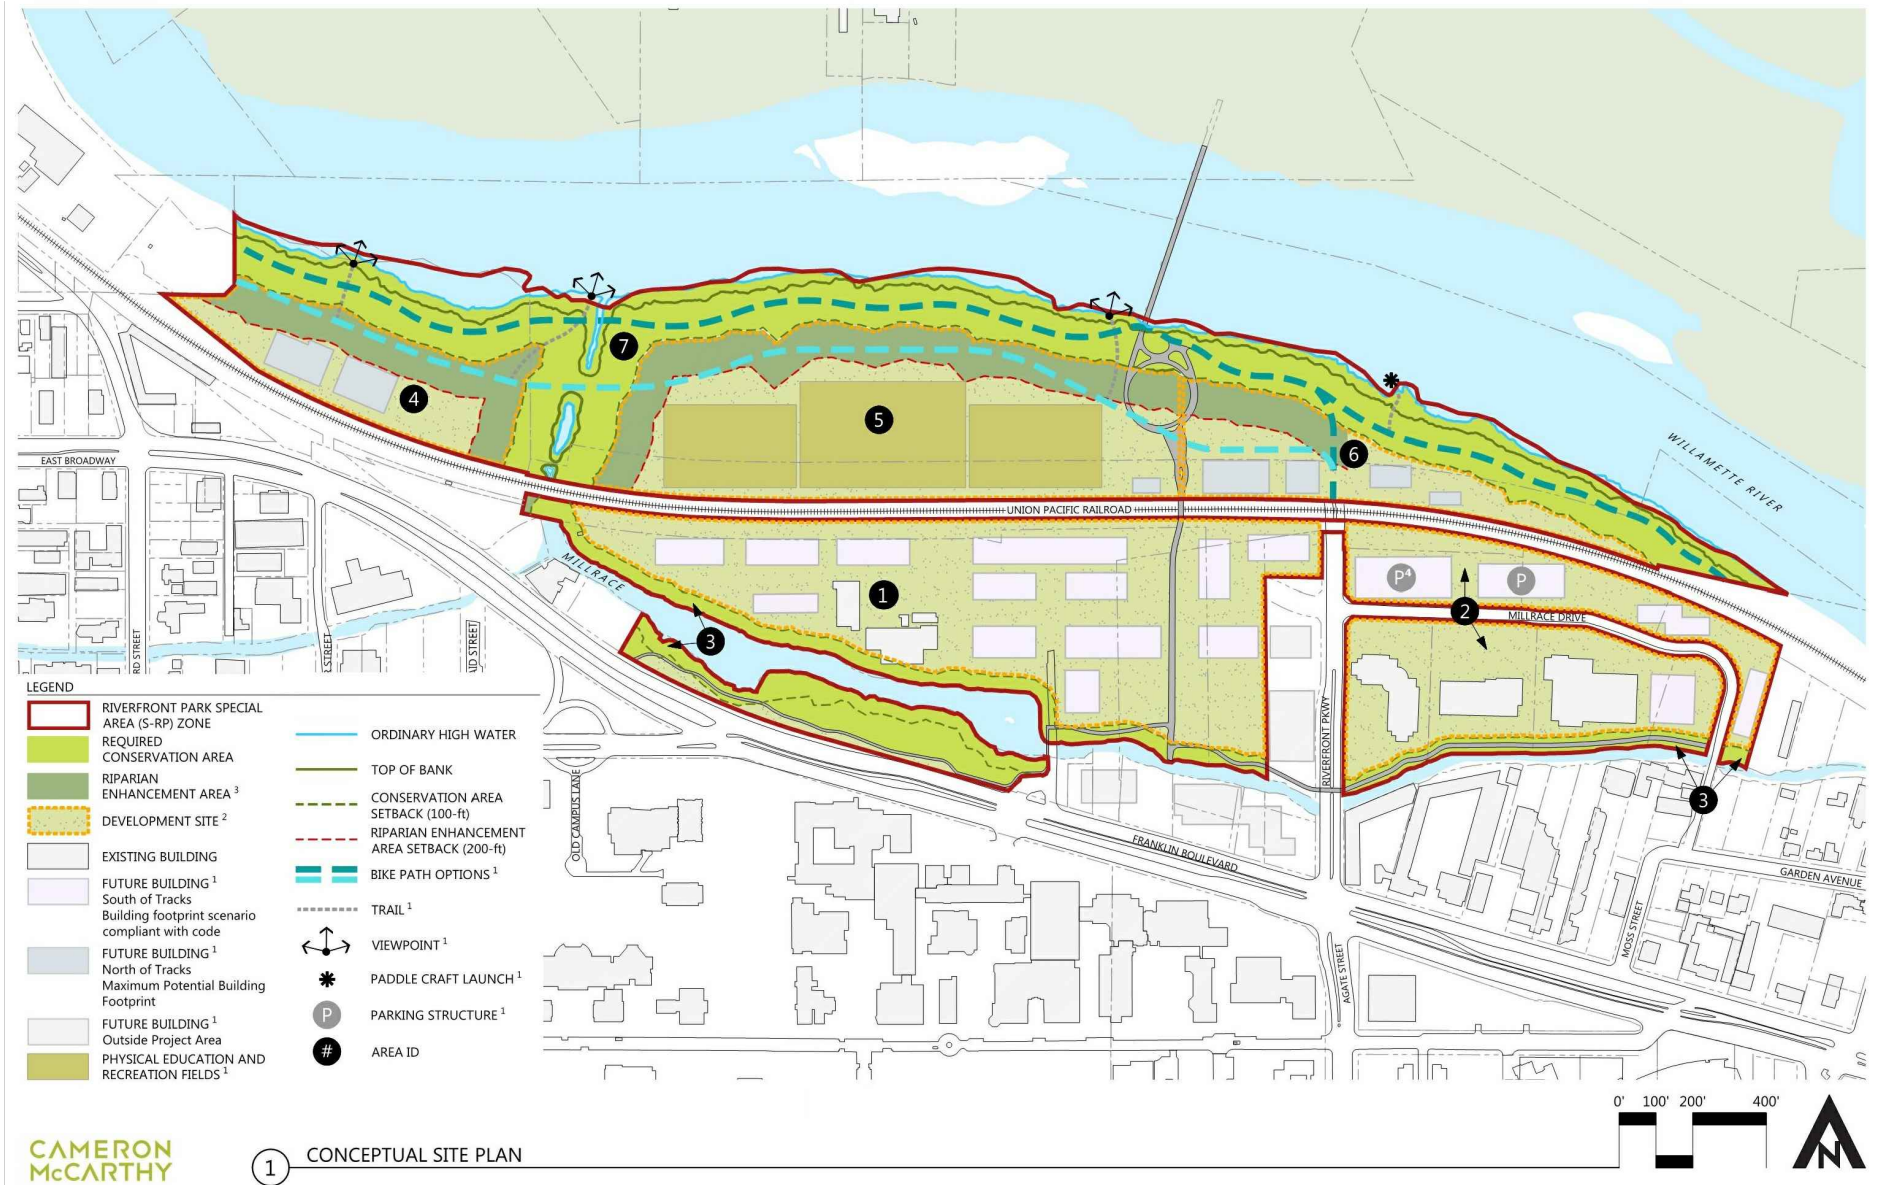 WILLAMETTE RIVER
4
7
5
6
EAST BROADWAY
UNION PACIFIC RAILROAD
MILLRACE
1
P⁴
P
2
MILLRACE DRIVE
3
3
RD STREET
STREET
ND STREET
RIVERFRONT PKWY
OLD CAMPUS LANE
FRANKLIN BOULEVARD
GARDEN AVENUE
MOSS STREET
AGATE STREET
LEGEND
RIVERFRONT PARK SPECIAL
AREA (S-RP) ZONE
REQUIRED
CONSERVATION AREA
RIPARIAN
ENHANCEMENT AREA ³
DEVELOPMENT SITE ²
EXISTING BUILDING
FUTURE BUILDING ¹
South of Tracks
Building footprint scenario
compliant with code
FUTURE BUILDING ¹
North of Tracks
Maximum Potential Building
Footprint
FUTURE BUILDING ¹
Outside Project Area
PHYSICAL EDUCATION AND
RECREATION FIELDS ¹
ORDINARY HIGH WATER
TOP OF BANK
CONSERVATION AREA
SETBACK (100-ft)
RIPARIAN ENHANCEMENT
AREA SETBACK (200-ft)
BIKE PATH OPTIONS ¹
TRAIL ¹
VIEWPOINT ¹
PADDLE CRAFT LAUNCH ¹
P PARKING STRUCTURE ¹
# AREA ID
0' 100' 200' 400'
N
CAMERON
McCARTHY
1 CONCEPTUAL SITE PLAN